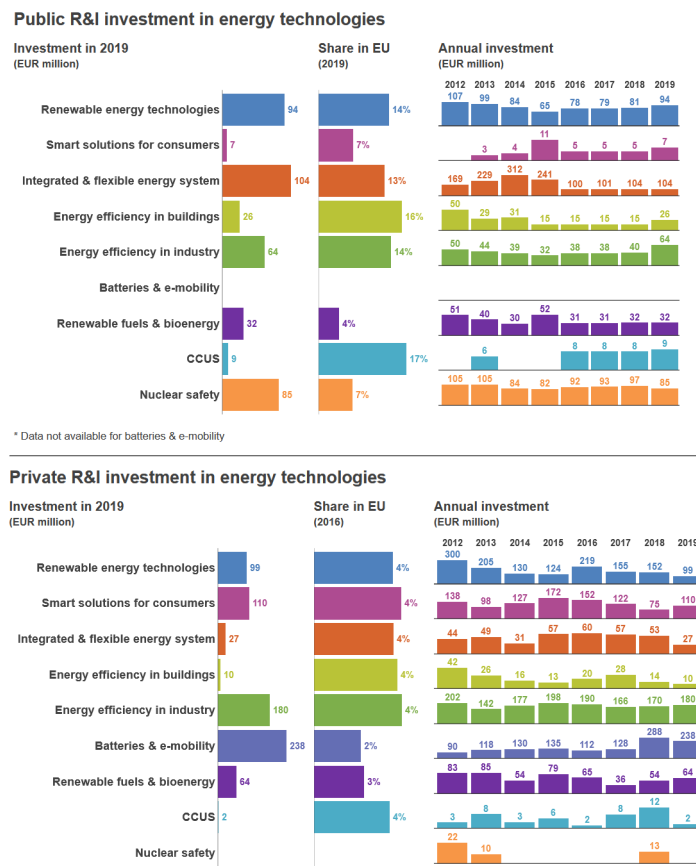 Public R&I investment in energy technologies
Investment in 2019 Share in EU Annual investment
(EUR million) (2019) (EUR million)
2012 2013 2014 2015 2016 2017 2018 2019
Renewable energy technologies 94 14% 107 99 84 65 78 79 81 94
Smart solutions for consumers 7 7% 3 4 11 5 5 5 7
Integrated & flexible energy system 104 13% 169 229 312 241 100 101 104 104
Energy efficiency in buildings 26 16% 50 29 31 15 15 15 15 26
Energy efficiency in industry 64 14% 50 44 39 32 38 38 40 64
Batteries & e-mobility
Renewable fuels & bioenergy 32 4% 51 40 30 52 31 31 32 32
CCUS 9 17% 6 8 8 8 9
Nuclear safety 85 7% 105 105 84 82 92 93 97 85
* Data not available for batteries & e-mobility
Private R&I investment in energy technologies
Investment in 2019 Share in EU Annual investment
(EUR million) (2016) (EUR million)
2012 2013 2014 2015 2016 2017 2018 2019
Renewable energy technologies 99 4% 300 205 130 124 219 155 152 99
Smart solutions for consumers 110 4% 138 98 127 172 152 122 75 110
Integrated & flexible energy system 27 4% 44 49 31 57 60 57 53 27
Energy efficiency in buildings 10 4% 42 26 16 13 20 28 14 10
Energy efficiency in industry 180 4% 202 142 177 198 190 166 170 180
Batteries & e-mobility 238 2% 90 118 130 135 112 128 288 238
Renewable fuels & bioenergy 64 3% 83 85 54 79 65 36 54 64
CCUS 2 4% 3 8 3 6 2 8 12 2
Nuclear safety 22 10 13